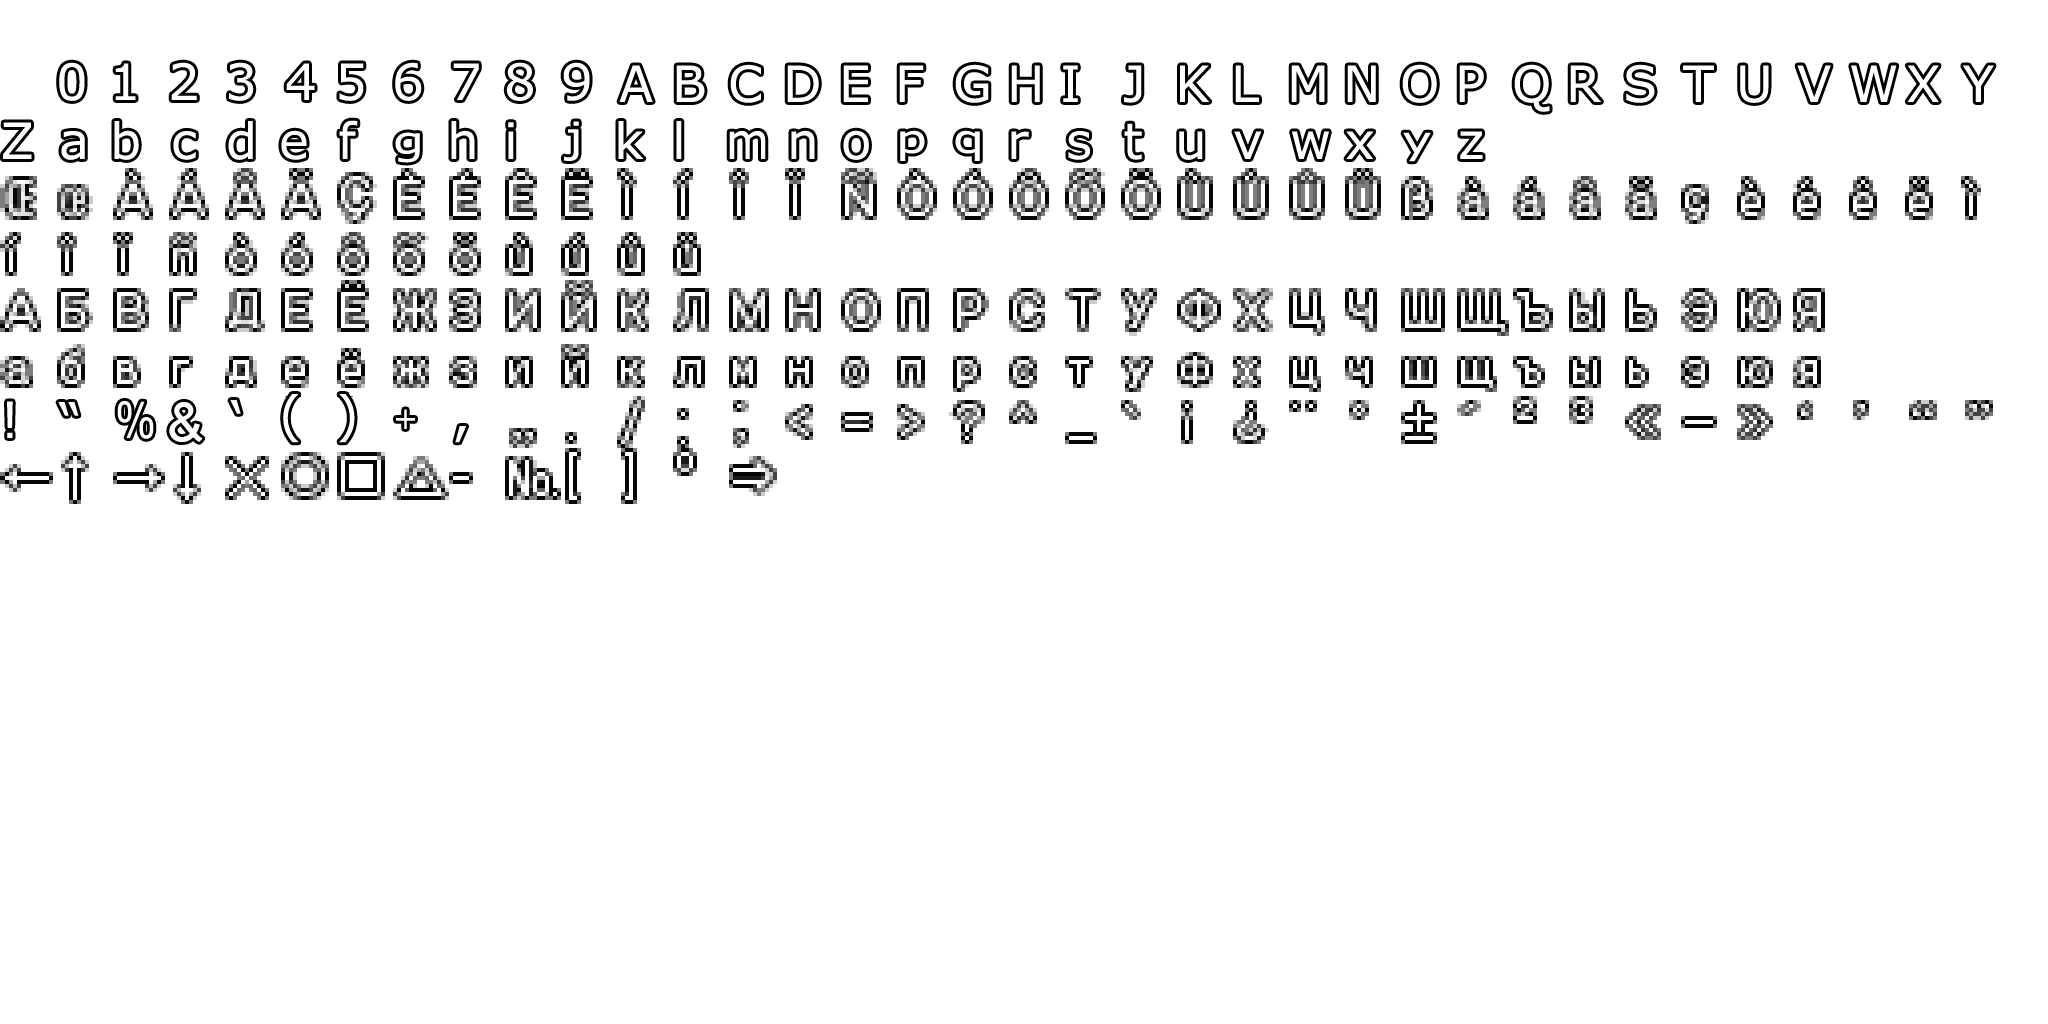 0 1 2 3 4 5 6 7 8 9 A B C D E F G H I J K L M N O P Q R S T U V W X Y
Z a b c d e f g h i j k l m n o p q r s t u v w x y z
Œ œ À Á Â Ä Ç È É Ê Ë Ì Í Î Ï Ñ Ò Ó Ô Õ Ö Ù Ú Û Ü ß à á â ä ç è é ê ë ì
í î ï ñ ò ó ô õ ö ù ú û ü
А Б В Г Д Е Ё Ж З И Й К Л М Н О П Р С Т У Ф Х Ц Ч Ш Щ Ъ Ы Ь Э Ю Я
а б в г д е ё ж з и й к л м н о п р с т у ф х ц ч ш щ ъ ы ь э ю я
! " % & ‵ ( ) + , „ . / : ; < = > ? ^ _ ` ¡ ¿ ¨ ° ± ´ ² ³ « – » ‘ ’ “ ”
← ↑ → ↓ × ○ □ △ - № [ ] ⇒